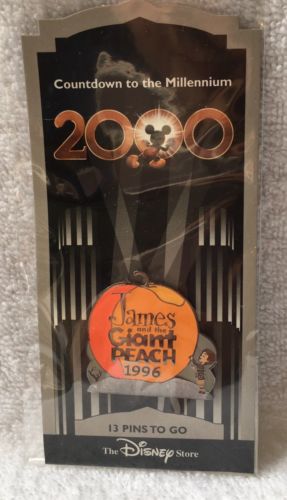 Countdown to the Millennium
2000
James
and the
Giant
PEACH
1996
13 PINS TO GO
The DISNEY Store